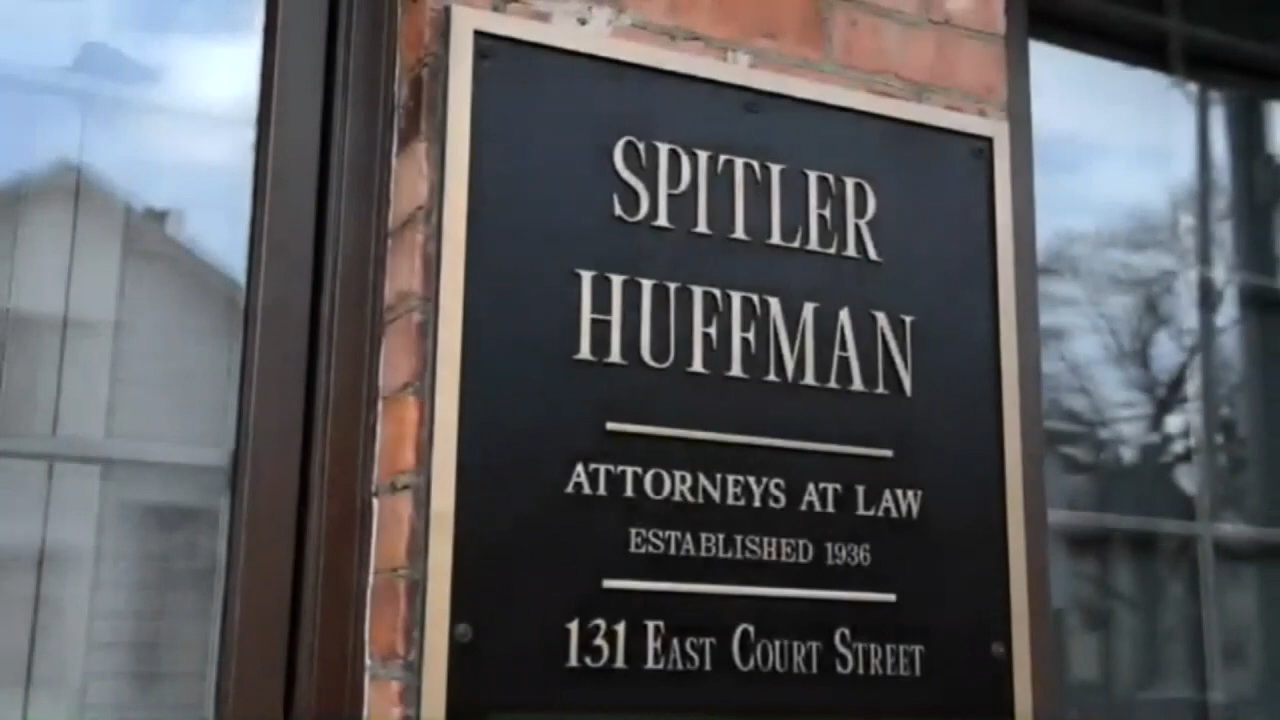 SPITLER
HUFFMAN
ATTORNEYS AT LAW
ESTABLISHED 1936
131 EAST COURT STREET